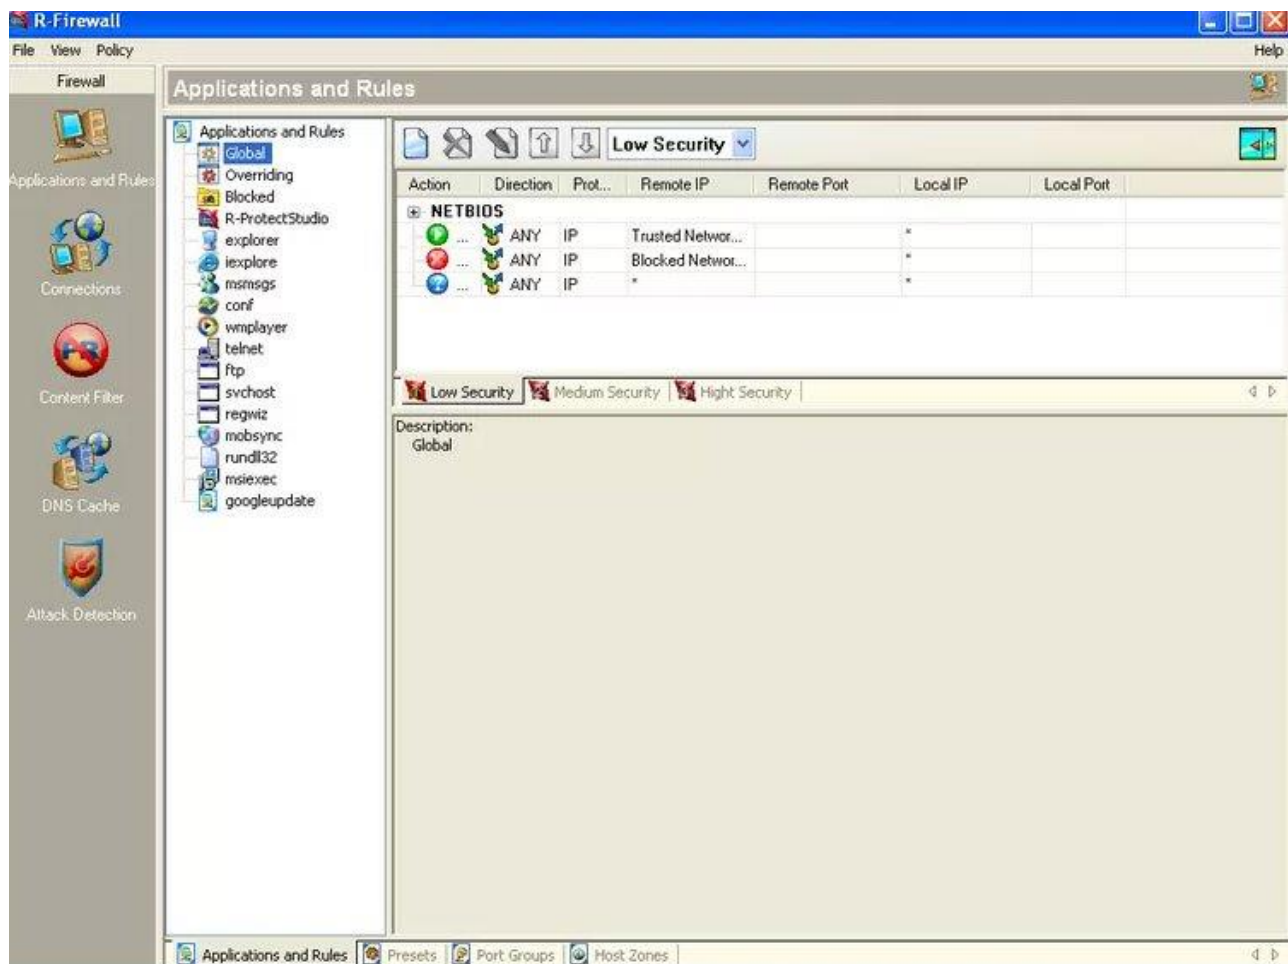 R-Firewall
File View Policy Help
Firewall
Applications and Rules
Connections
Content Filter
DNS Cache
Attack Detection
Applications and Rules
Applications and Rules
Global
Overriding
Blocked
R-ProtectStudio
explorer
iexplore
msmsgs
conf
wmplayer
telnet
ftp
svchost
regwiz
mobsync
rundll32
msiexec
googleupdate
Low Security
Action Direction Prot... Remote IP Remote Port Local IP Local Port
NETBIOS
... ANY IP Trusted Networ... *
... ANY IP Blocked Networ... *
... ANY IP * *
Low Security Medium Security Hight Security
Description:
Global
Applications and Rules Presets Port Groups Host Zones